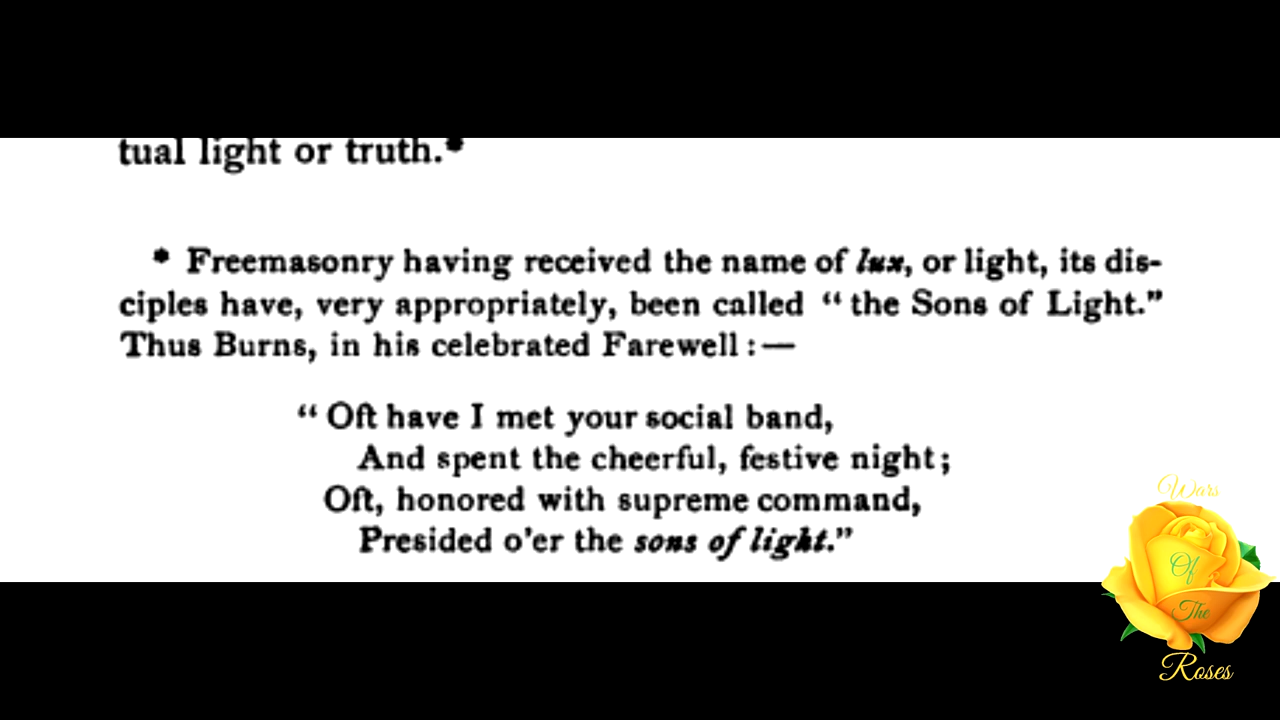 tual light or truth.*
* Freemasonry having received the name of lux, or light, its dis-
ciples have, very appropriately, been called “ the Sons of Light.”
Thus Burns, in his celebrated Farewell : —
“ Oft have I met your social band,
And spent the cheerful, festive night ;
Oft, honored with supreme command,
Presided o'er the sons of light.”
Wars
Of
The
Roses